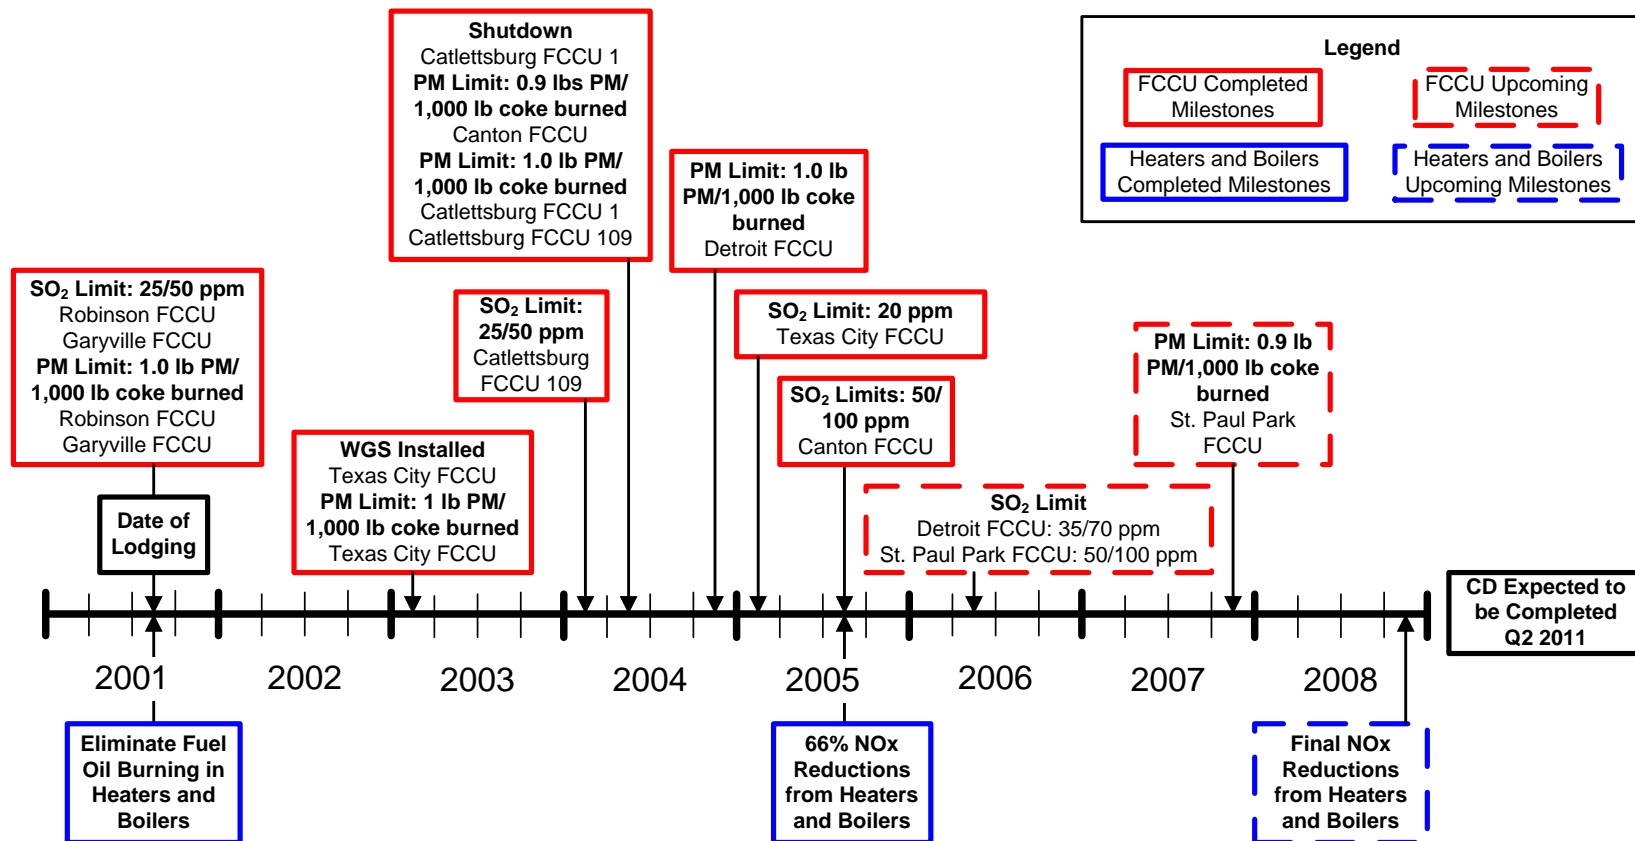 Shutdown
Catlettsburg FCCU 1
PM Limit: 0.9 lbs PM/
1,000 lb coke burned
Canton FCCU
PM Limit: 1.0 lb PM/
1,000 lb coke burned
Catlettsburg FCCU 1
Catlettsburg FCCU 109
Legend
FCCU Completed
Milestones
FCCU Upcoming
Milestones
Heaters and Boilers
Completed Milestones
Heaters and Boilers
Upcoming Milestones
PM Limit: 1.0 lb
PM/1,000 lb coke
burned
Detroit FCCU
SO₂ Limit: 25/50 ppm
Robinson FCCU
Garyville FCCU
PM Limit: 1.0 lb PM/
1,000 lb coke burned
Robinson FCCU
Garyville FCCU
SO₂ Limit:
25/50 ppm
Catlettsburg
FCCU 109
SO₂ Limit: 20 ppm
Texas City FCCU
PM Limit: 0.9 lb
PM/1,000 lb coke
burned
St. Paul Park
FCCU
SO₂ Limits: 50/
100 ppm
Canton FCCU
WGS Installed
Texas City FCCU
PM Limit: 1 lb PM/
1,000 lb coke burned
Texas City FCCU
SO₂ Limit
Detroit FCCU: 35/70 ppm
St. Paul Park FCCU: 50/100 ppm
Date of
Lodging
CD Expected to
be Completed
Q2 2011
2001
2002
2003
2004
2005
2006
2007
2008
Eliminate Fuel
Oil Burning in
Heaters and
Boilers
66% NOx
Reductions
from Heaters
and Boilers
Final NOx
Reductions
from Heaters
and Boilers